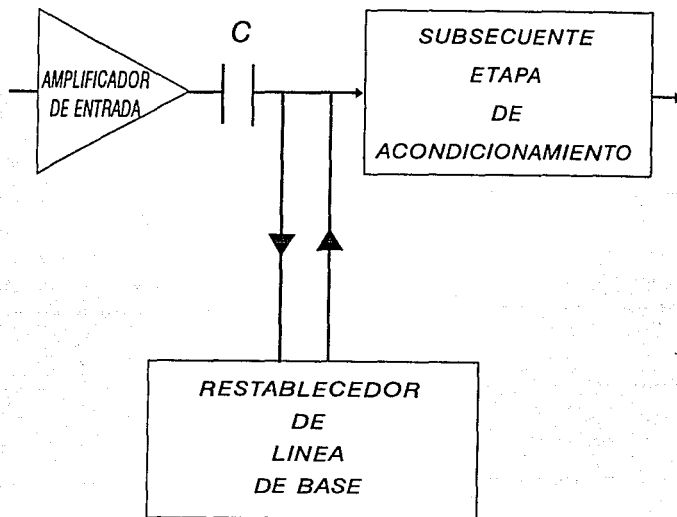 AMPLIFICADOR
DE ENTRADA
C
SUBSECUENTE
ETAPA
DE
ACONDICIONAMIENTO
RESTABLECEDOR
DE
LINEA
DE BASE